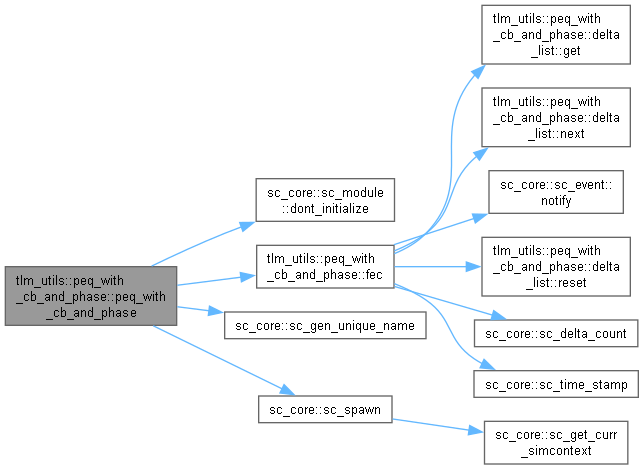 tlm_utils::peq_with
_cb_and_phase::peq_with
_cb_and_phase
sc_core::sc_module
::dont_initialize
tlm_utils::peq_with
_cb_and_phase::fec
sc_core::sc_gen_unique_name
sc_core::sc_spawn
tlm_utils::peq_with
_cb_and_phase::delta
_list::get
tlm_utils::peq_with
_cb_and_phase::delta
_list::next
sc_core::sc_event::
notify
tlm_utils::peq_with
_cb_and_phase::delta
_list::reset
sc_core::sc_delta_count
sc_core::sc_time_stamp
sc_core::sc_get_curr
_simcontext